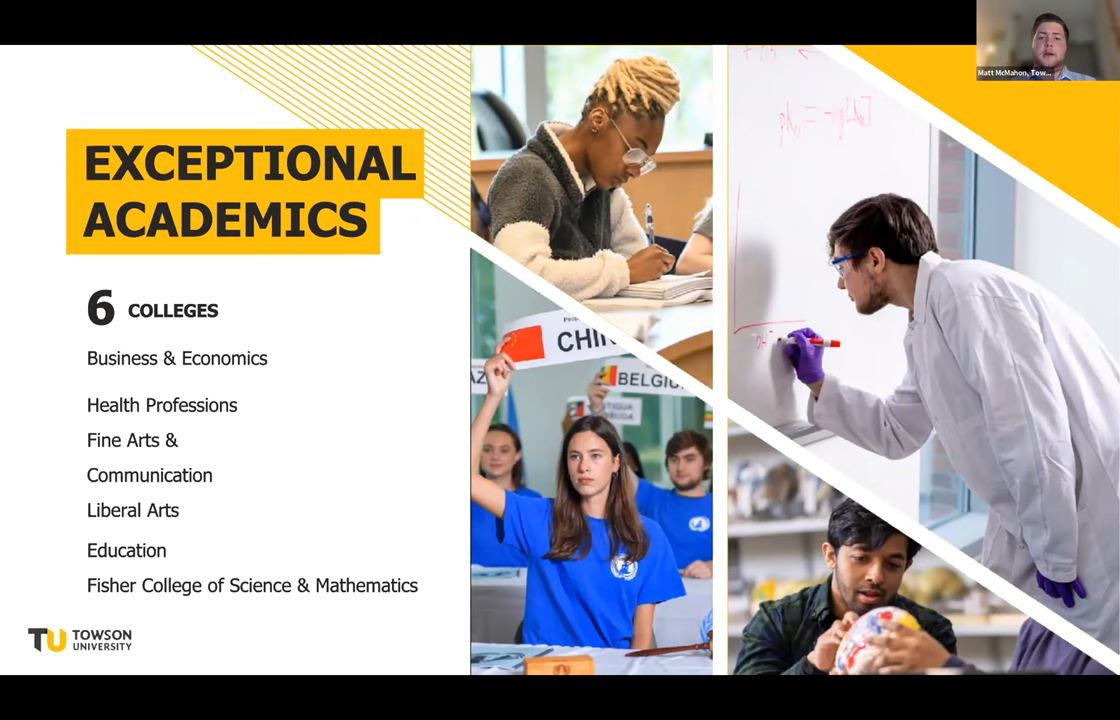 EXCEPTIONAL
ACADEMICS
6 COLLEGES
Business & Economics
Health Professions
Fine Arts &
Communication
Liberal Arts
Education
Fisher College of Science & Mathematics
TU TOWSON
UNIVERSITY
CHIN
BELGIU
Matt McMahon, Tow...